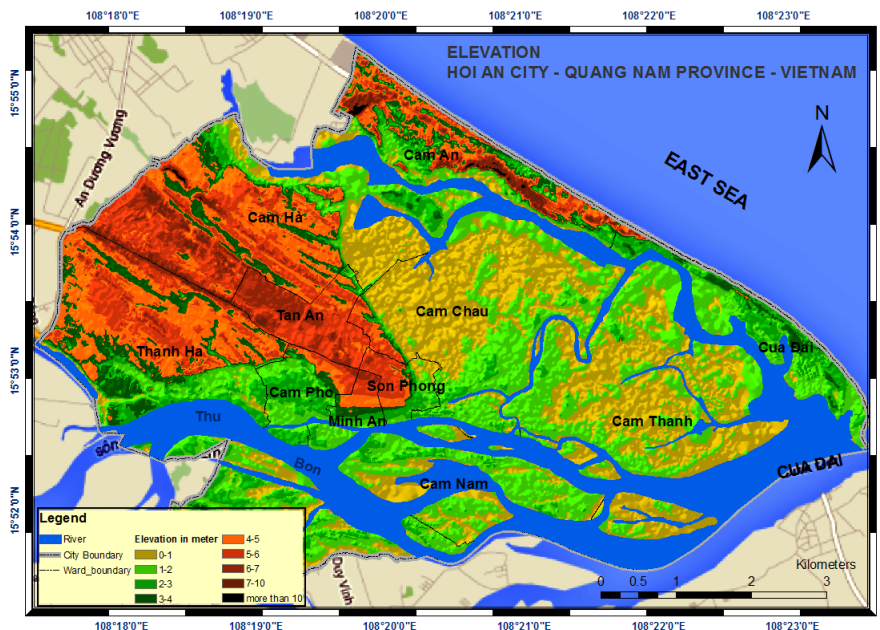 108°18'0"E 108°19'0"E 108°20'0"E 108°21'0"E 108°22'0"E 108°23'0"E
ELEVATION
HOI AN CITY - QUANG NAM PROVINCE - VIETNAM
15°55'0"N
N
An Dương Vương
Cam An
EAST SEA
Cam Ha
15°54'0"N
Cam Chau
Tan An
Thanh Ha
Cua Dai
15°53'0"N
Cam Pho
Son Phong
Thu
Minh An
Cam Thanh
Bon
Cam Nam
CUA DAI
15°52'0"N
Legend
River
City Boundary
Ward_boundary
Elevation in meter
0-1
1-2
2-3
3-4
4-5
5-6
6-7
7-10
more than 10
Duy Vinh
Kilometers
0 0.5 1 2 3
108°18'0"E 108°19'0"E 108°20'0"E 108°21'0"E 108°22'0"E 108°23'0"E